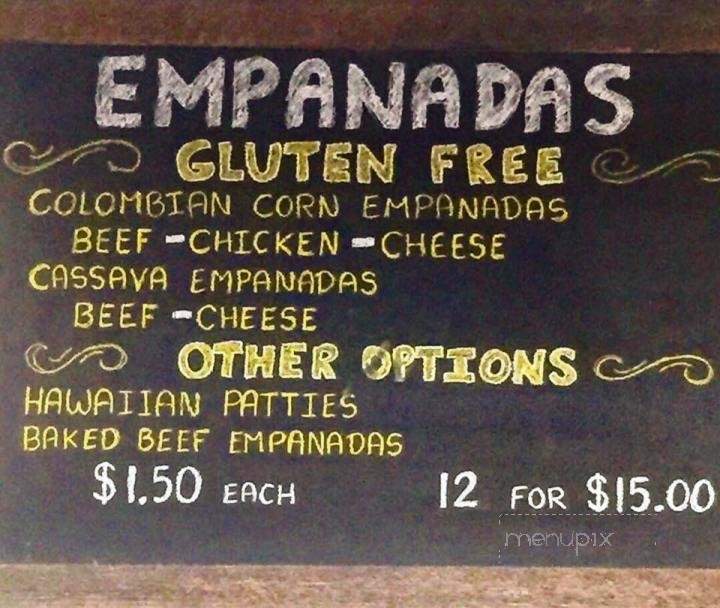 EMPANADAS
GLUTEN FREE
COLOMBIAN CORN EMPANADAS
BEEF - CHICKEN - CHEESE
CASSAVA EMPANADAS
BEEF - CHEESE
OTHER OPTIONS
HAWAIIAN PATTIES
BAKED BEEF EMPANADAS
$1.50 EACH 12 FOR $15.00
menupix